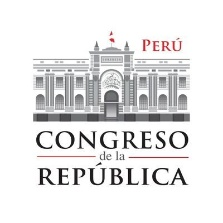 PERÚ
CONGRESO
de la
REPÚBLICA